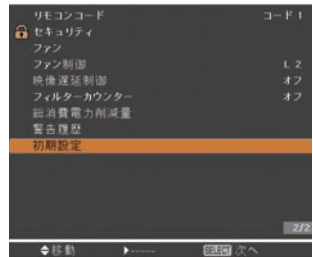 リモコンコード コード 1
セキュリティ
ファン
ファン制御 L 2
映像遅延制御 オフ
フィルターカウンター オフ
総消費電力削減量
警告履歴
初期設定
2/2
移動 ----- SELECT 次へ